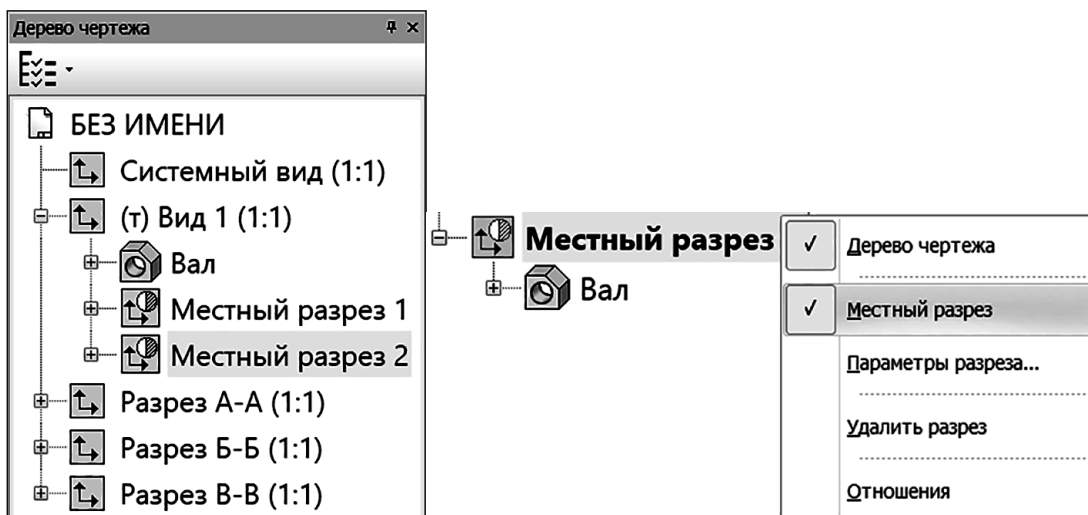 Дерево чертежа
БЕЗ ИМЕНИ
Системный вид (1:1)
(т) Вид 1 (1:1)
Вал
Местный разрез 1
Местный разрез 2
Разрез А-А (1:1)
Разрез Б-Б (1:1)
Разрез В-В (1:1)
Местный разрез
Вал
Дерево чертежа
Местный разрез
Параметры разреза...
Удалить разрез
Отношения